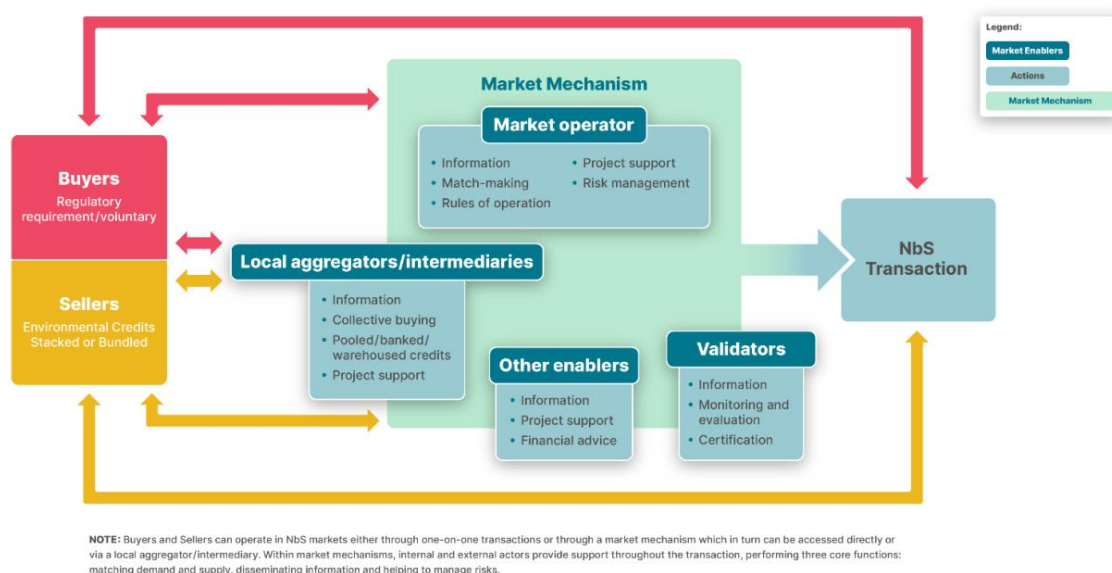 Legend:
Market Enablers
Actions
Market Mechanism
Market Mechanism
Market operator
• Information
• Match-making
• Rules of operation
• Project support
• Risk management
Buyers
Regulatory
requirement/voluntary
Sellers
Environmental Credits
Stacked or Bundled
Local aggregators/intermediaries
• Information
• Collective buying
• Pooled/banked/
warehoused credits
• Project support
Other enablers
• Information
• Project support
• Financial advice
Validators
• Information
• Monitoring and
evaluation
• Certification
NbS
Transaction
NOTE: Buyers and Sellers can operate in NbS markets either through one-on-one transactions or through a market mechanism which in turn can be accessed directly or
via a local aggregator/intermediary. Within market mechanisms, internal and external actors provide support throughout the transaction, performing three core functions:
matching demand and supply, disseminating information and helping to manage risks.